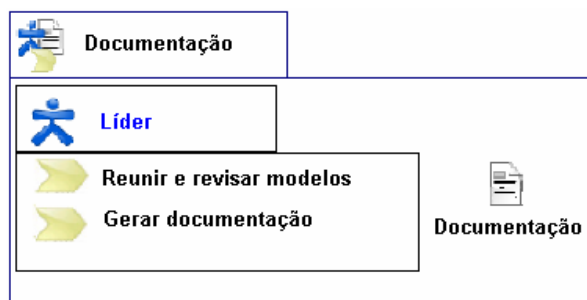 Documentação
Líder
Reunir e revisar modelos
Gerar documentação
Documentação